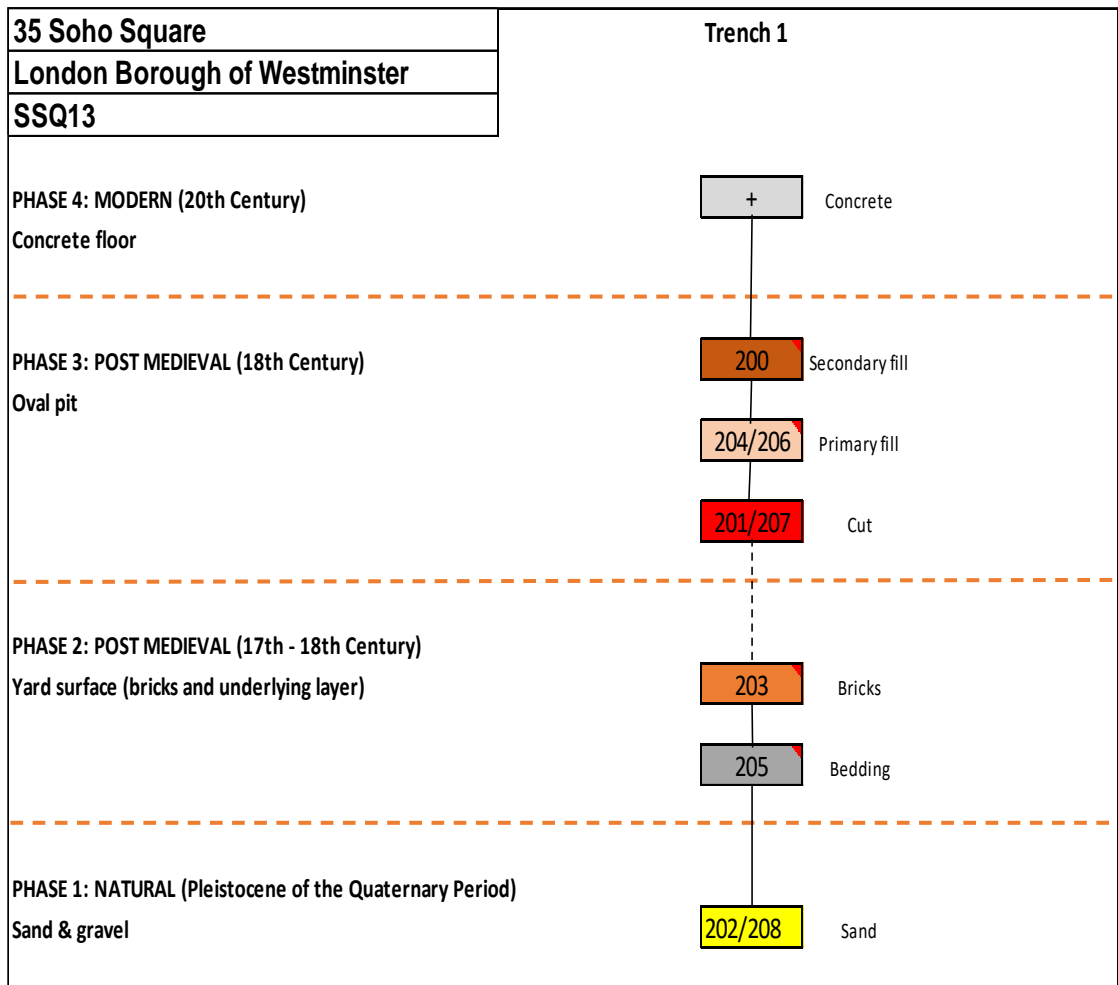 35 Soho Square
Trench 1
London Borough of Westminster
SSQ13
PHASE 4: MODERN (20th Century)
+ Concrete
Concrete floor
PHASE 3: POST MEDIEVAL (18th Century)
200 Secondary fill
Oval pit
204/206 Primary fill
201/207 Cut
PHASE 2: POST MEDIEVAL (17th - 18th Century)
Yard surface (bricks and underlying layer)
203 Bricks
205 Bedding
PHASE 1: NATURAL (Pleistocene of the Quaternary Period)
Sand & gravel
202/208 Sand